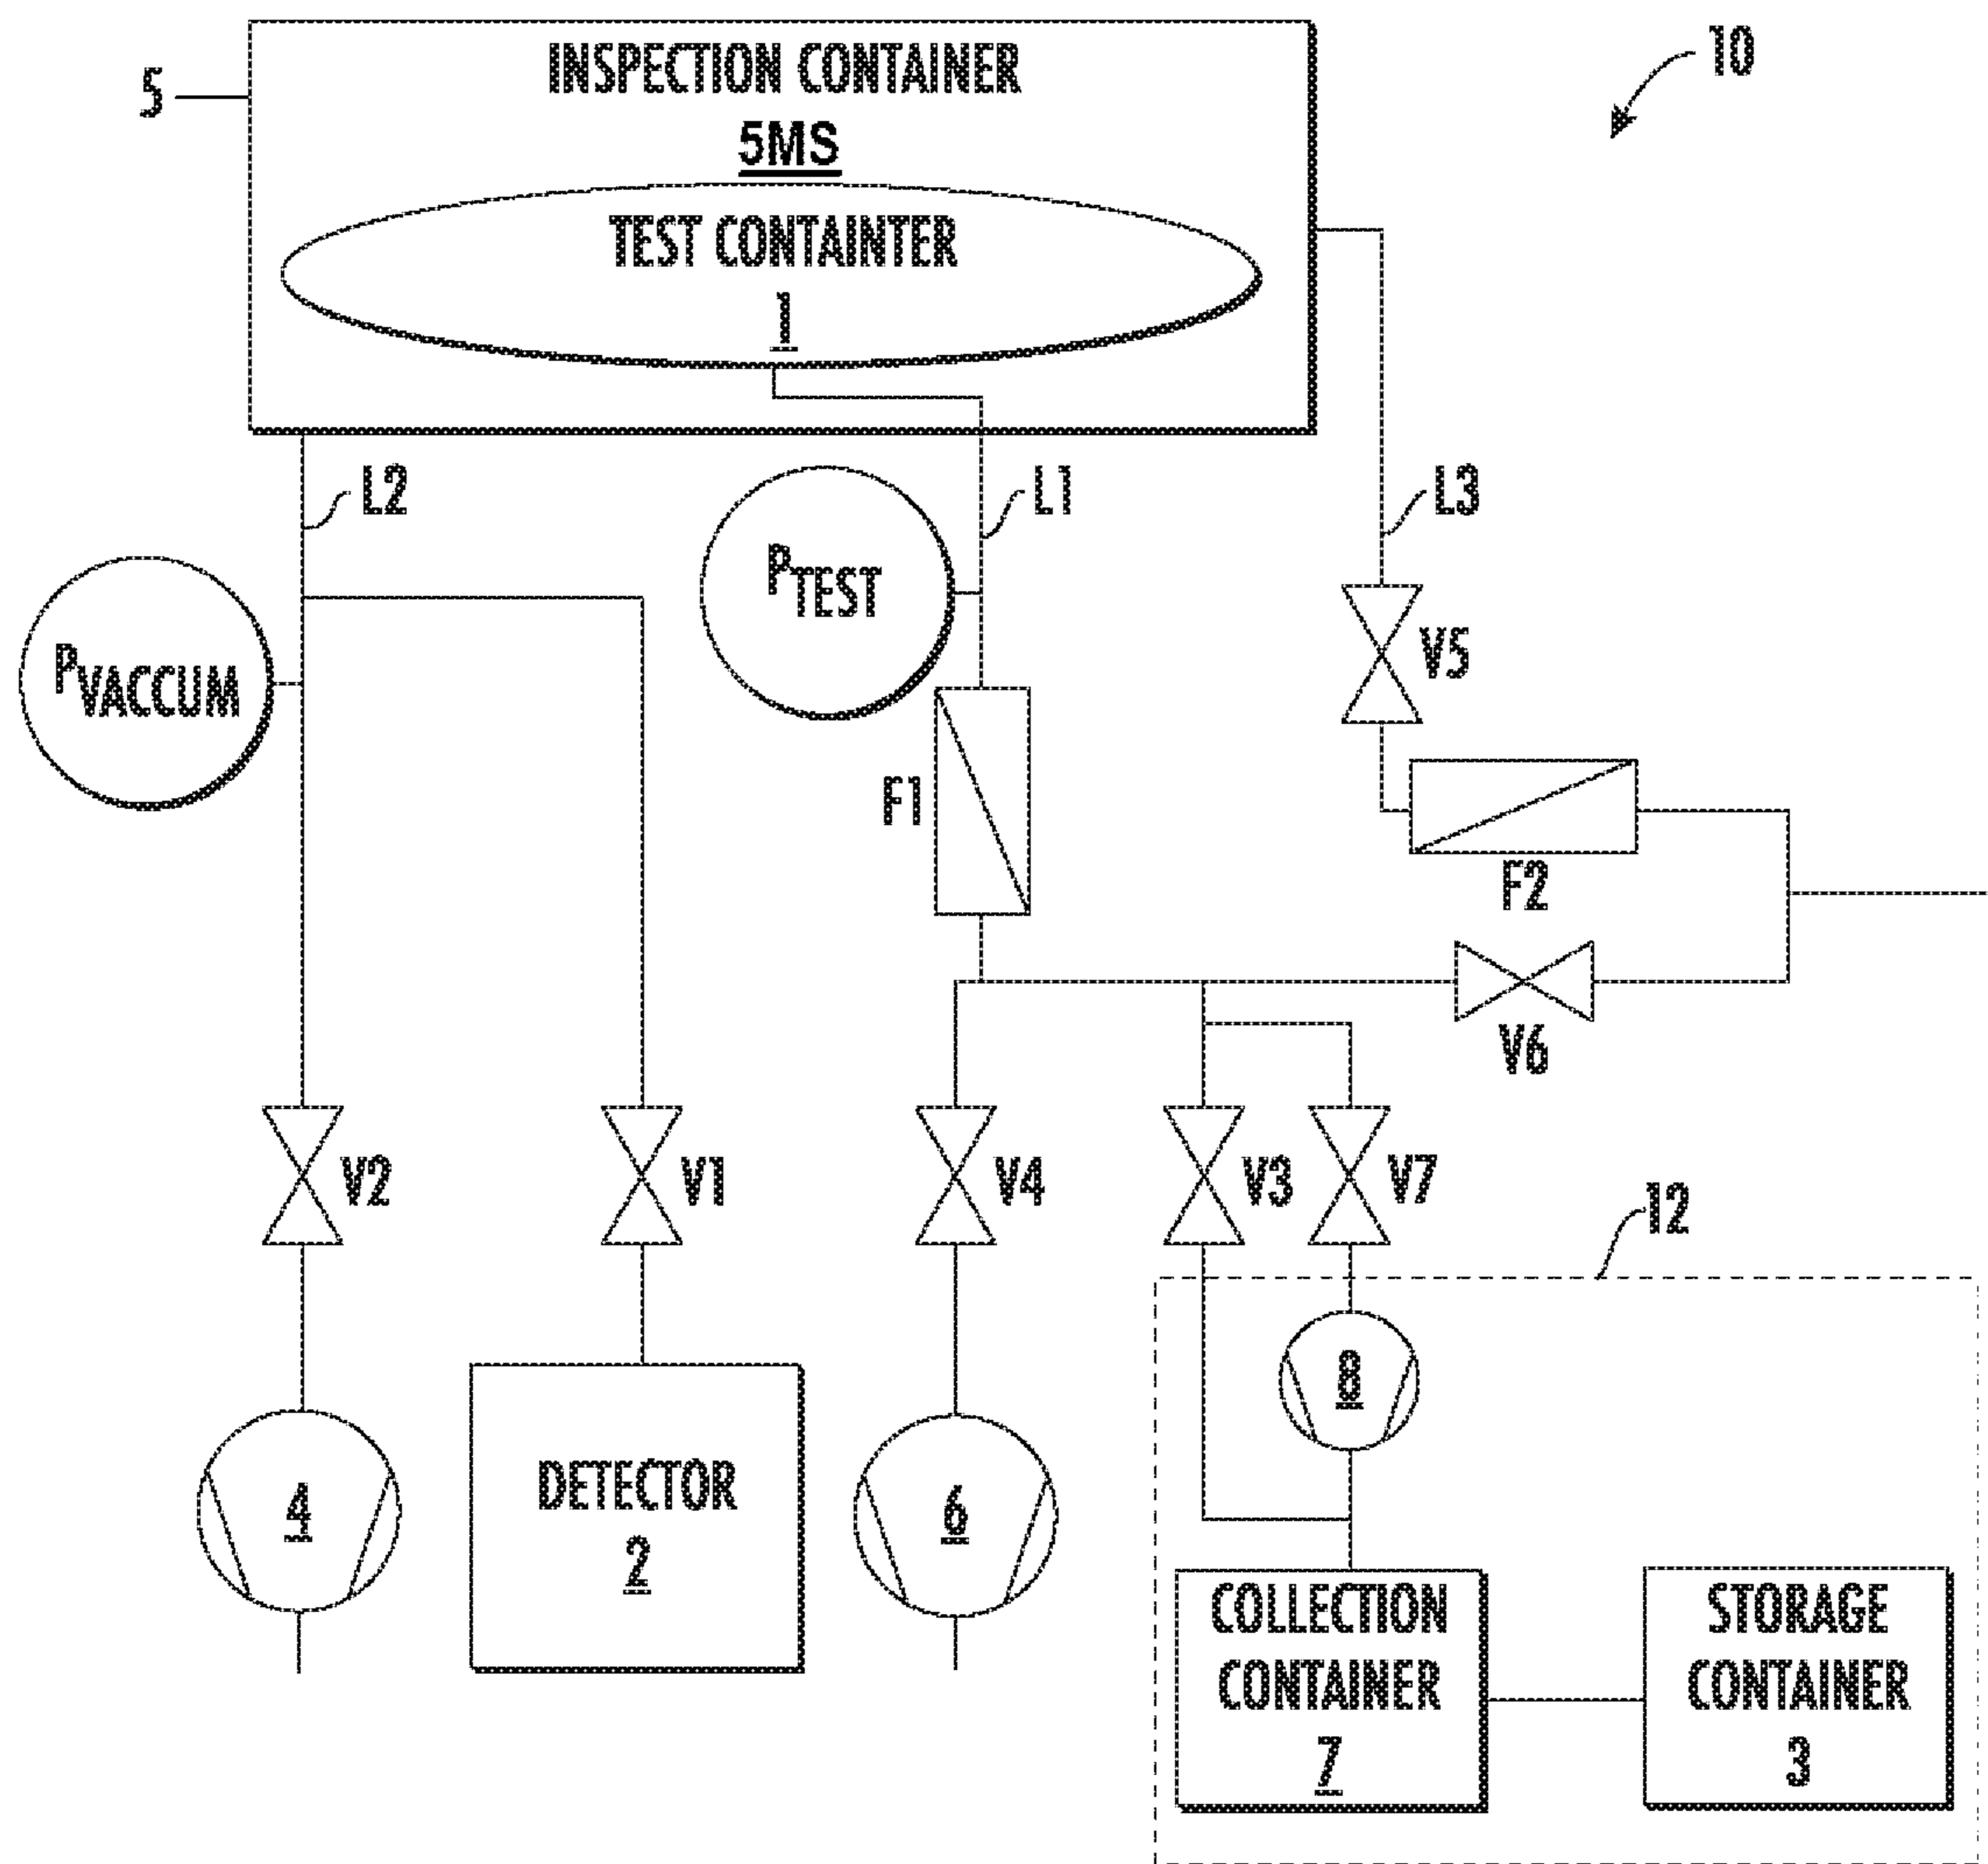 10
5
INSPECTION CONTAINER
5MS
TEST CONTAINTER
1
L2
L1
L3
PVACCUM
PTEST
V5
F1
F2
V6
V2
V1
V4
V3
V7
12
8
4
DETECTOR
2
6
COLLECTION
CONTAINER
7
STORAGE
CONTAINER
3